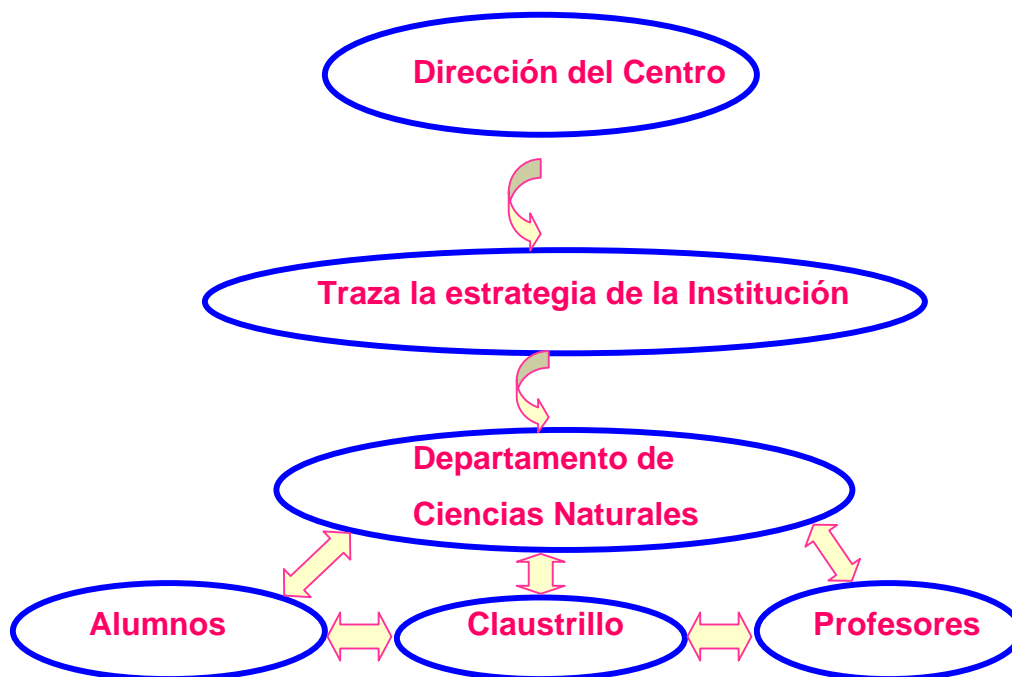 Dirección del Centro
Traza la estrategia de la Institución
Departamento de
Ciencias Naturales
Alumnos
Claustrillo
Profesores